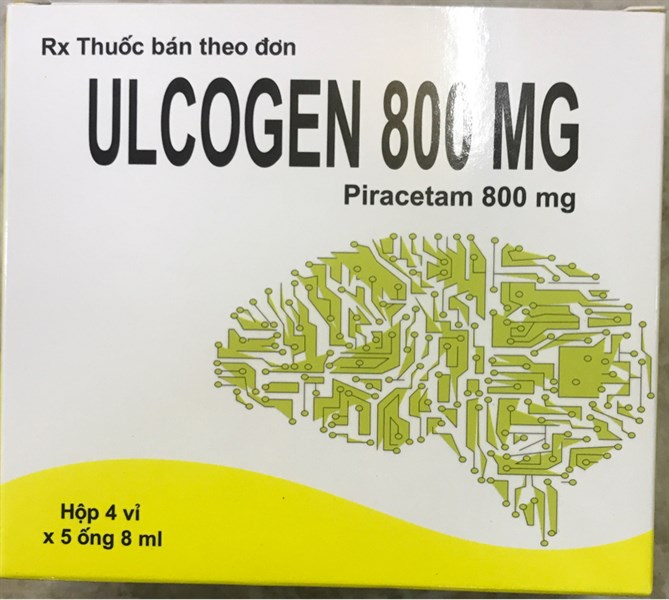 Rx Thuốc bán theo đơn
ULCOGEN 800 MG
Piracetam 800 mg
Hộp 4 vỉ
x 5 ống 8 ml